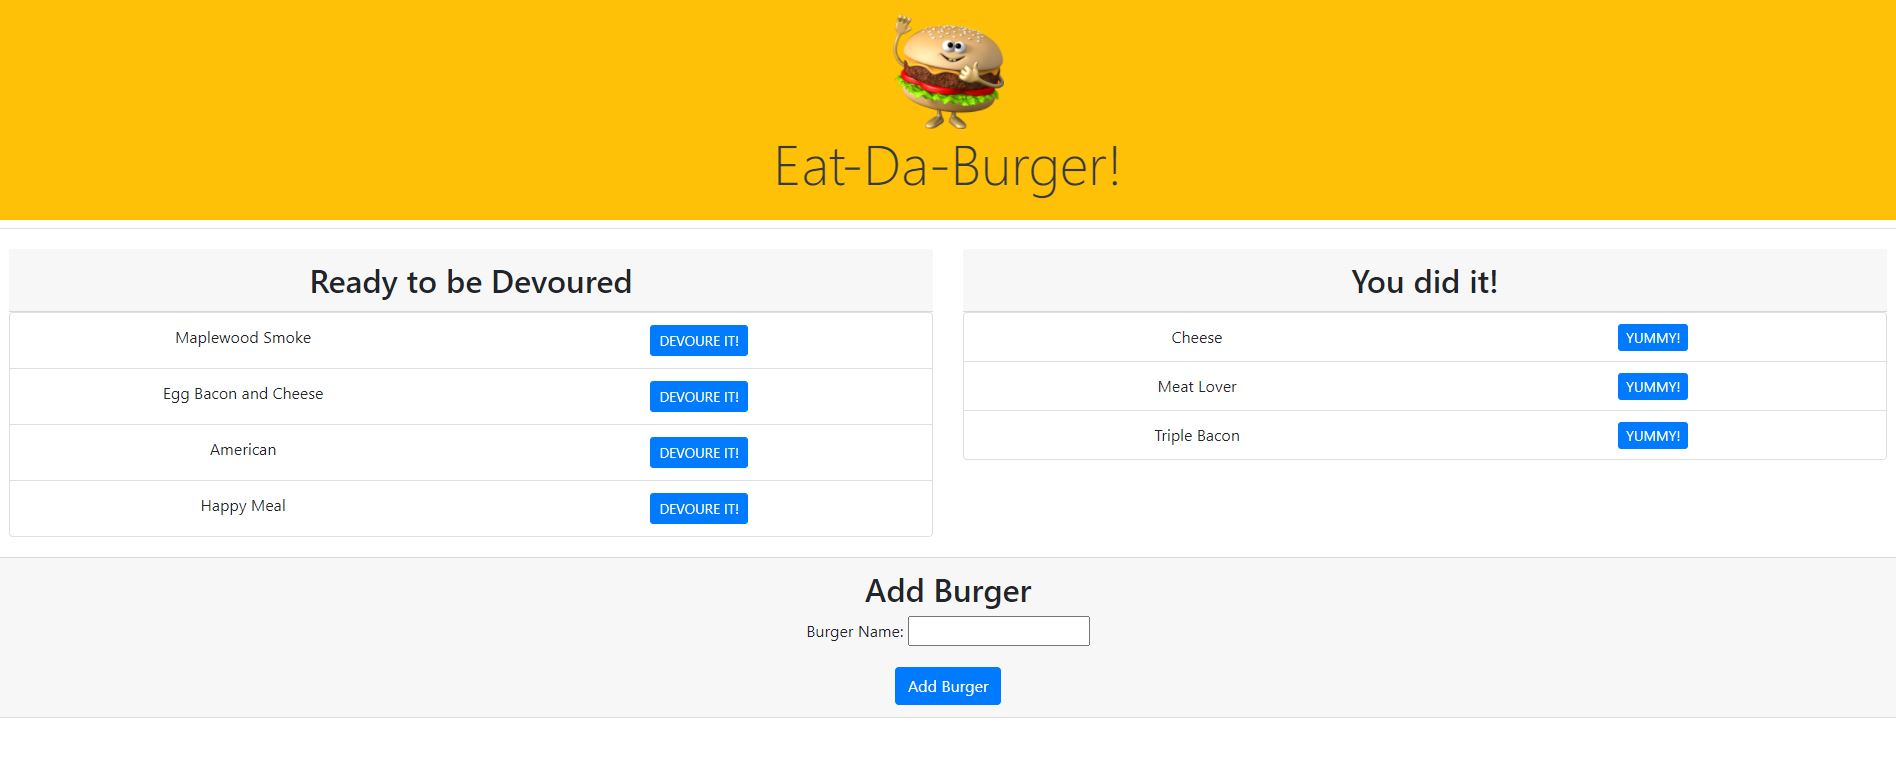 Eat-Da-Burger!
Ready to be Devoured
Maplewood Smoke DEVOURE IT!
Egg Bacon and Cheese DEVOURE IT!
American DEVOURE IT!
Happy Meal DEVOURE IT!
You did it!
Cheese YUMMY!
Meat Lover YUMMY!
Triple Bacon YUMMY!
Add Burger
Burger Name:
Add Burger